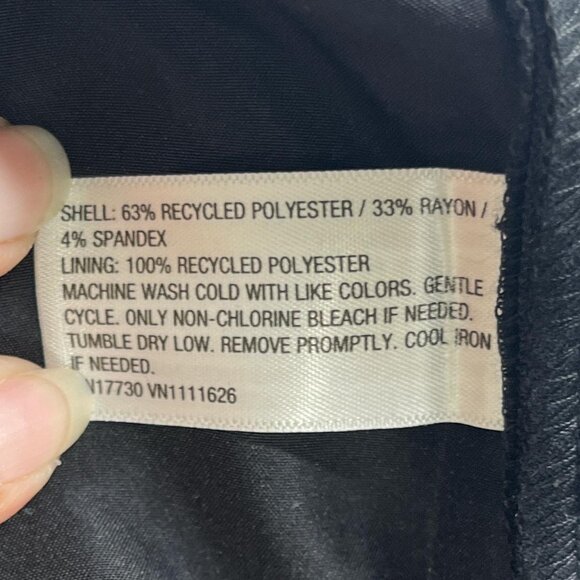 SHELL: 63% RECYCLED POLYESTER / 33% RAYON /
4% SPANDEX
LINING: 100% RECYCLED POLYESTER
MACHINE WASH COLD WITH LIKE COLORS. GENTLE
CYCLE. ONLY NON-CHLORINE BLEACH IF NEEDED.
TUMBLE DRY LOW. REMOVE PROMPTLY. COOL IRON
IF NEEDED.
N17730 VN1111626